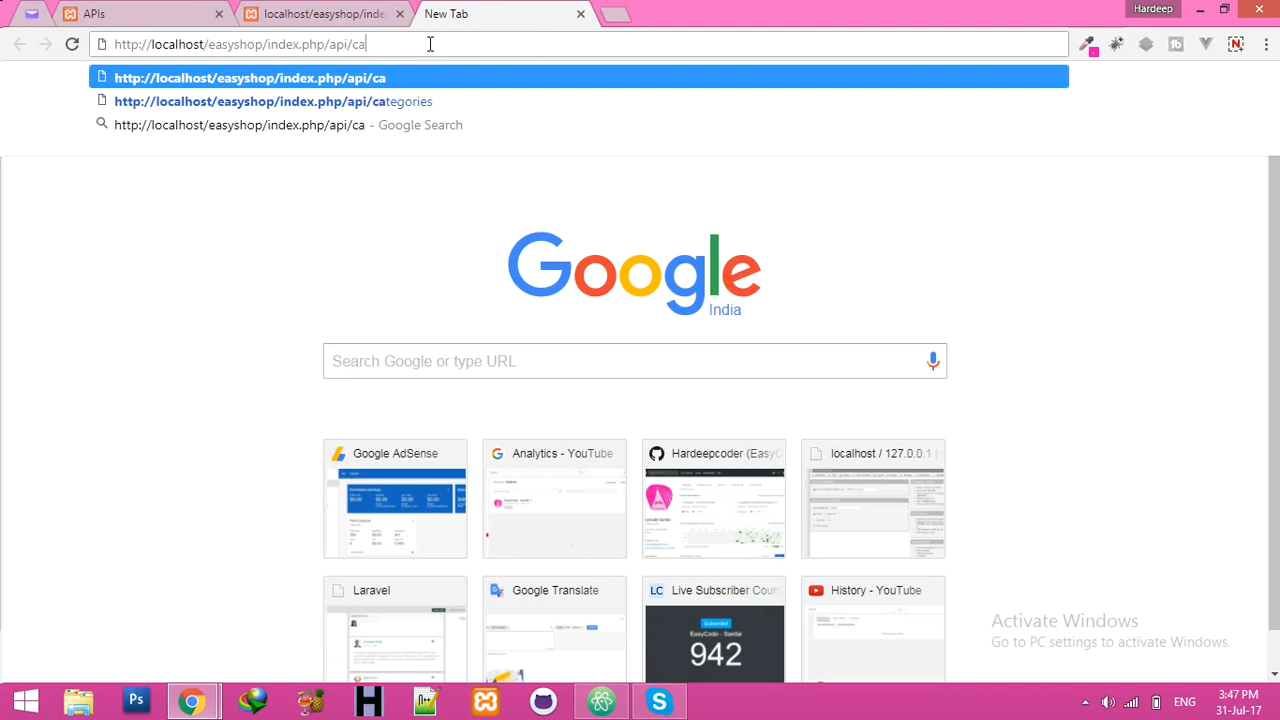 APIs
localhost/easyshop/inde
New Tab
Hardeep
http://localhost/easyshop/index.php/api/ca
http://localhost/easyshop/index.php/api/ca
http://localhost/easyshop/index.php/api/categories
http://localhost/easyshop/index.php/api/ca - Google Search
Google
India
Search Google or type URL
Google AdSense
Analytics - YouTube
Hardeepcoder (EasyC
localhost / 127.0.0.1 |
Laravel
Google Translate
LC Live Subscriber Coun
History - YouTube
EasyCode - Sardar
942
Activate Windows
Go to PC settings to activate Windows.
Ps
H
ENG
3:47 PM
31-Jul-17